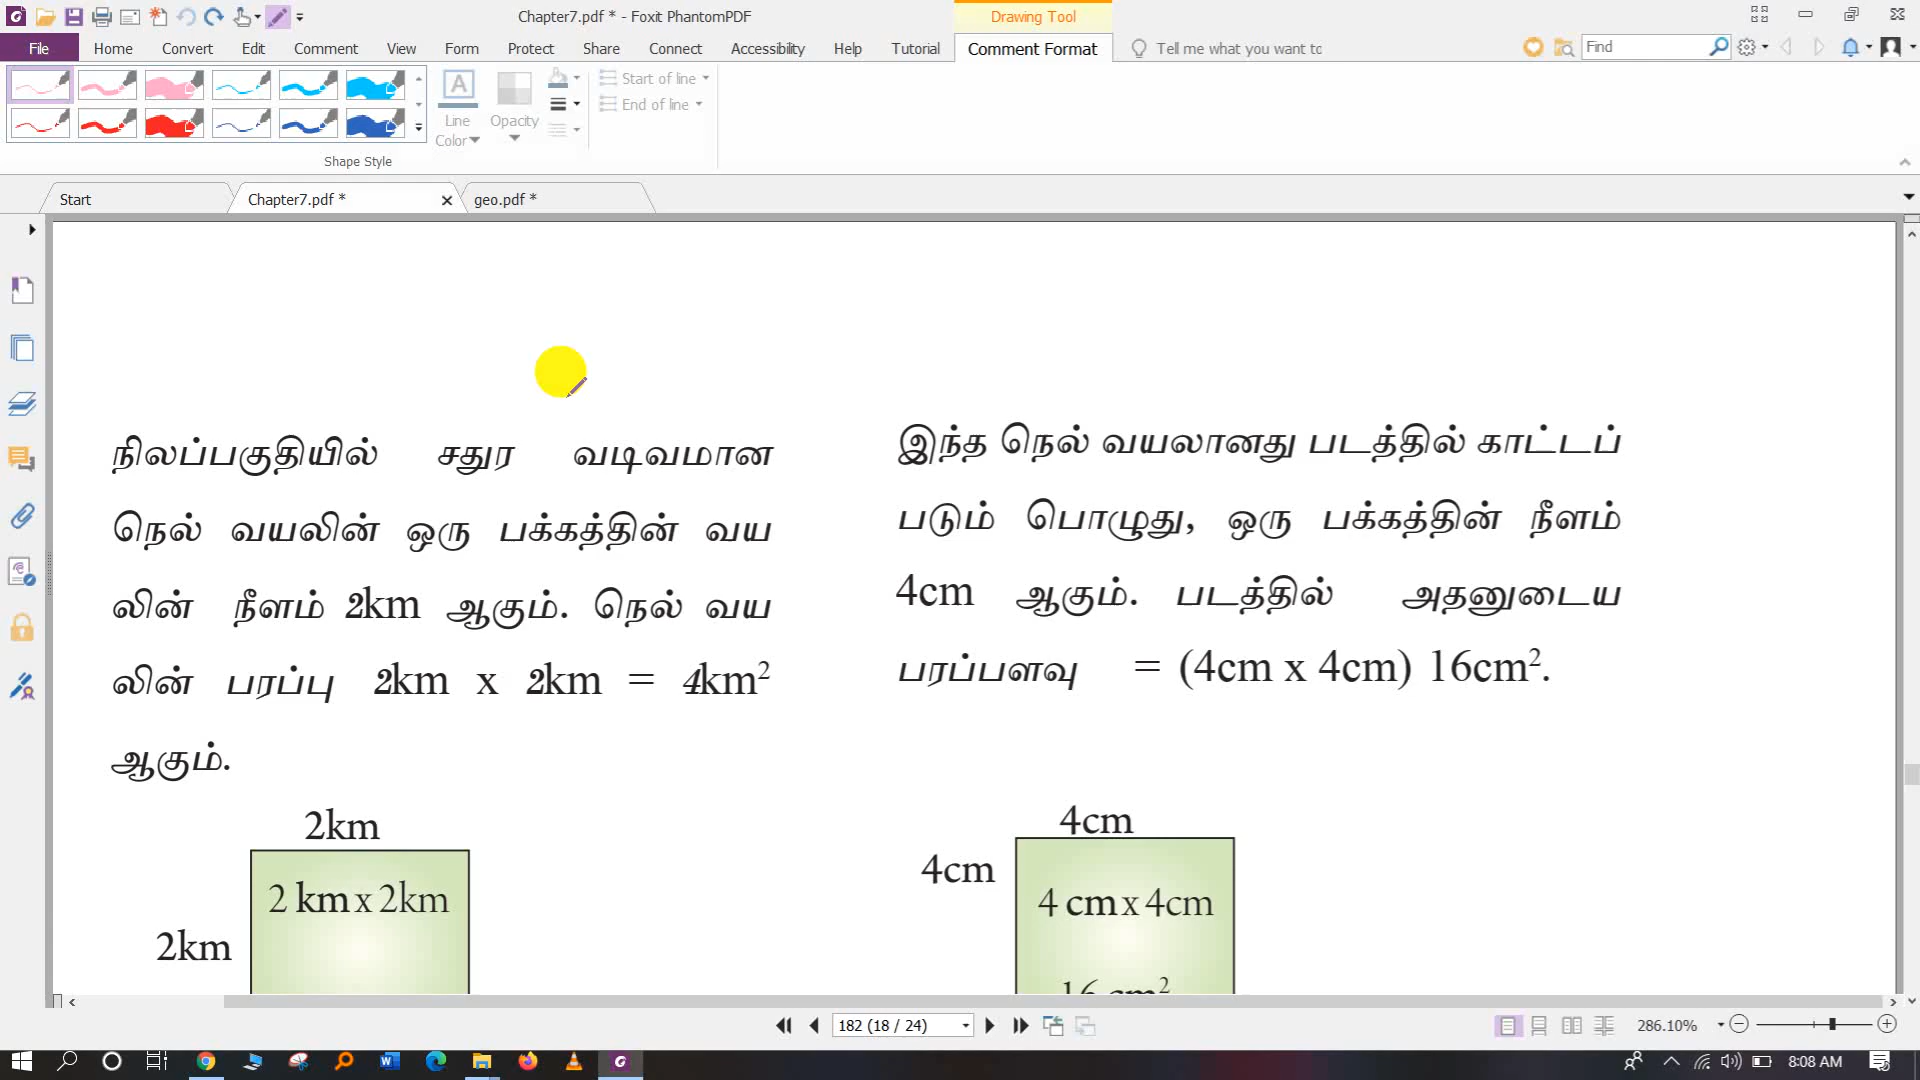 Chapter7.pdf * - Foxit PhantomPDF
Drawing Tool
File Home Convert Edit Comment View Form Protect Share Connect Accessibility Help Tutorial Comment Format Tell me what you want to Find
Line Color
Opacity
Start of line
End of line
Shape Style
Start
Chapter7.pdf *
geo.pdf *
நிலப்பகுதியில் சதுர வடிவமான
நெல் வயலின் ஒரு பக்கத்தின் வய
லின் நீளம் 2km ஆகும். நெல் வய
லின் பரப்பு 2km x 2km = 4km²
ஆகும்.
2km
2 km x 2km
2km
இந்த நெல் வயலானது படத்தில் காட்டப்
படும் பொழுது, ஒரு பக்கத்தின் நீளம்
4cm ஆகும். படத்தில் அதனுடைய
பரப்பளவு = (4cm x 4cm) 16cm².
4cm
4cm
4 cm x 4cm
16 cm²
182 (18 / 24)
286.10%
8:08 AM